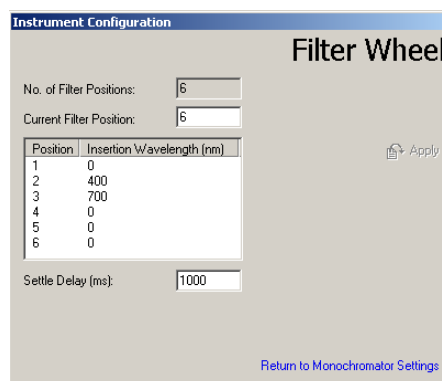 Instrument Configuration
Filter Wheel
No. of Filter Positions: 6
Current Filter Position: 6
Position Insertion Wavelength (nm)
1 0
2 400
3 700
4 0
5 0
6 0
Apply
Settle Delay (ms): 1000
Return to Monochromator Settings